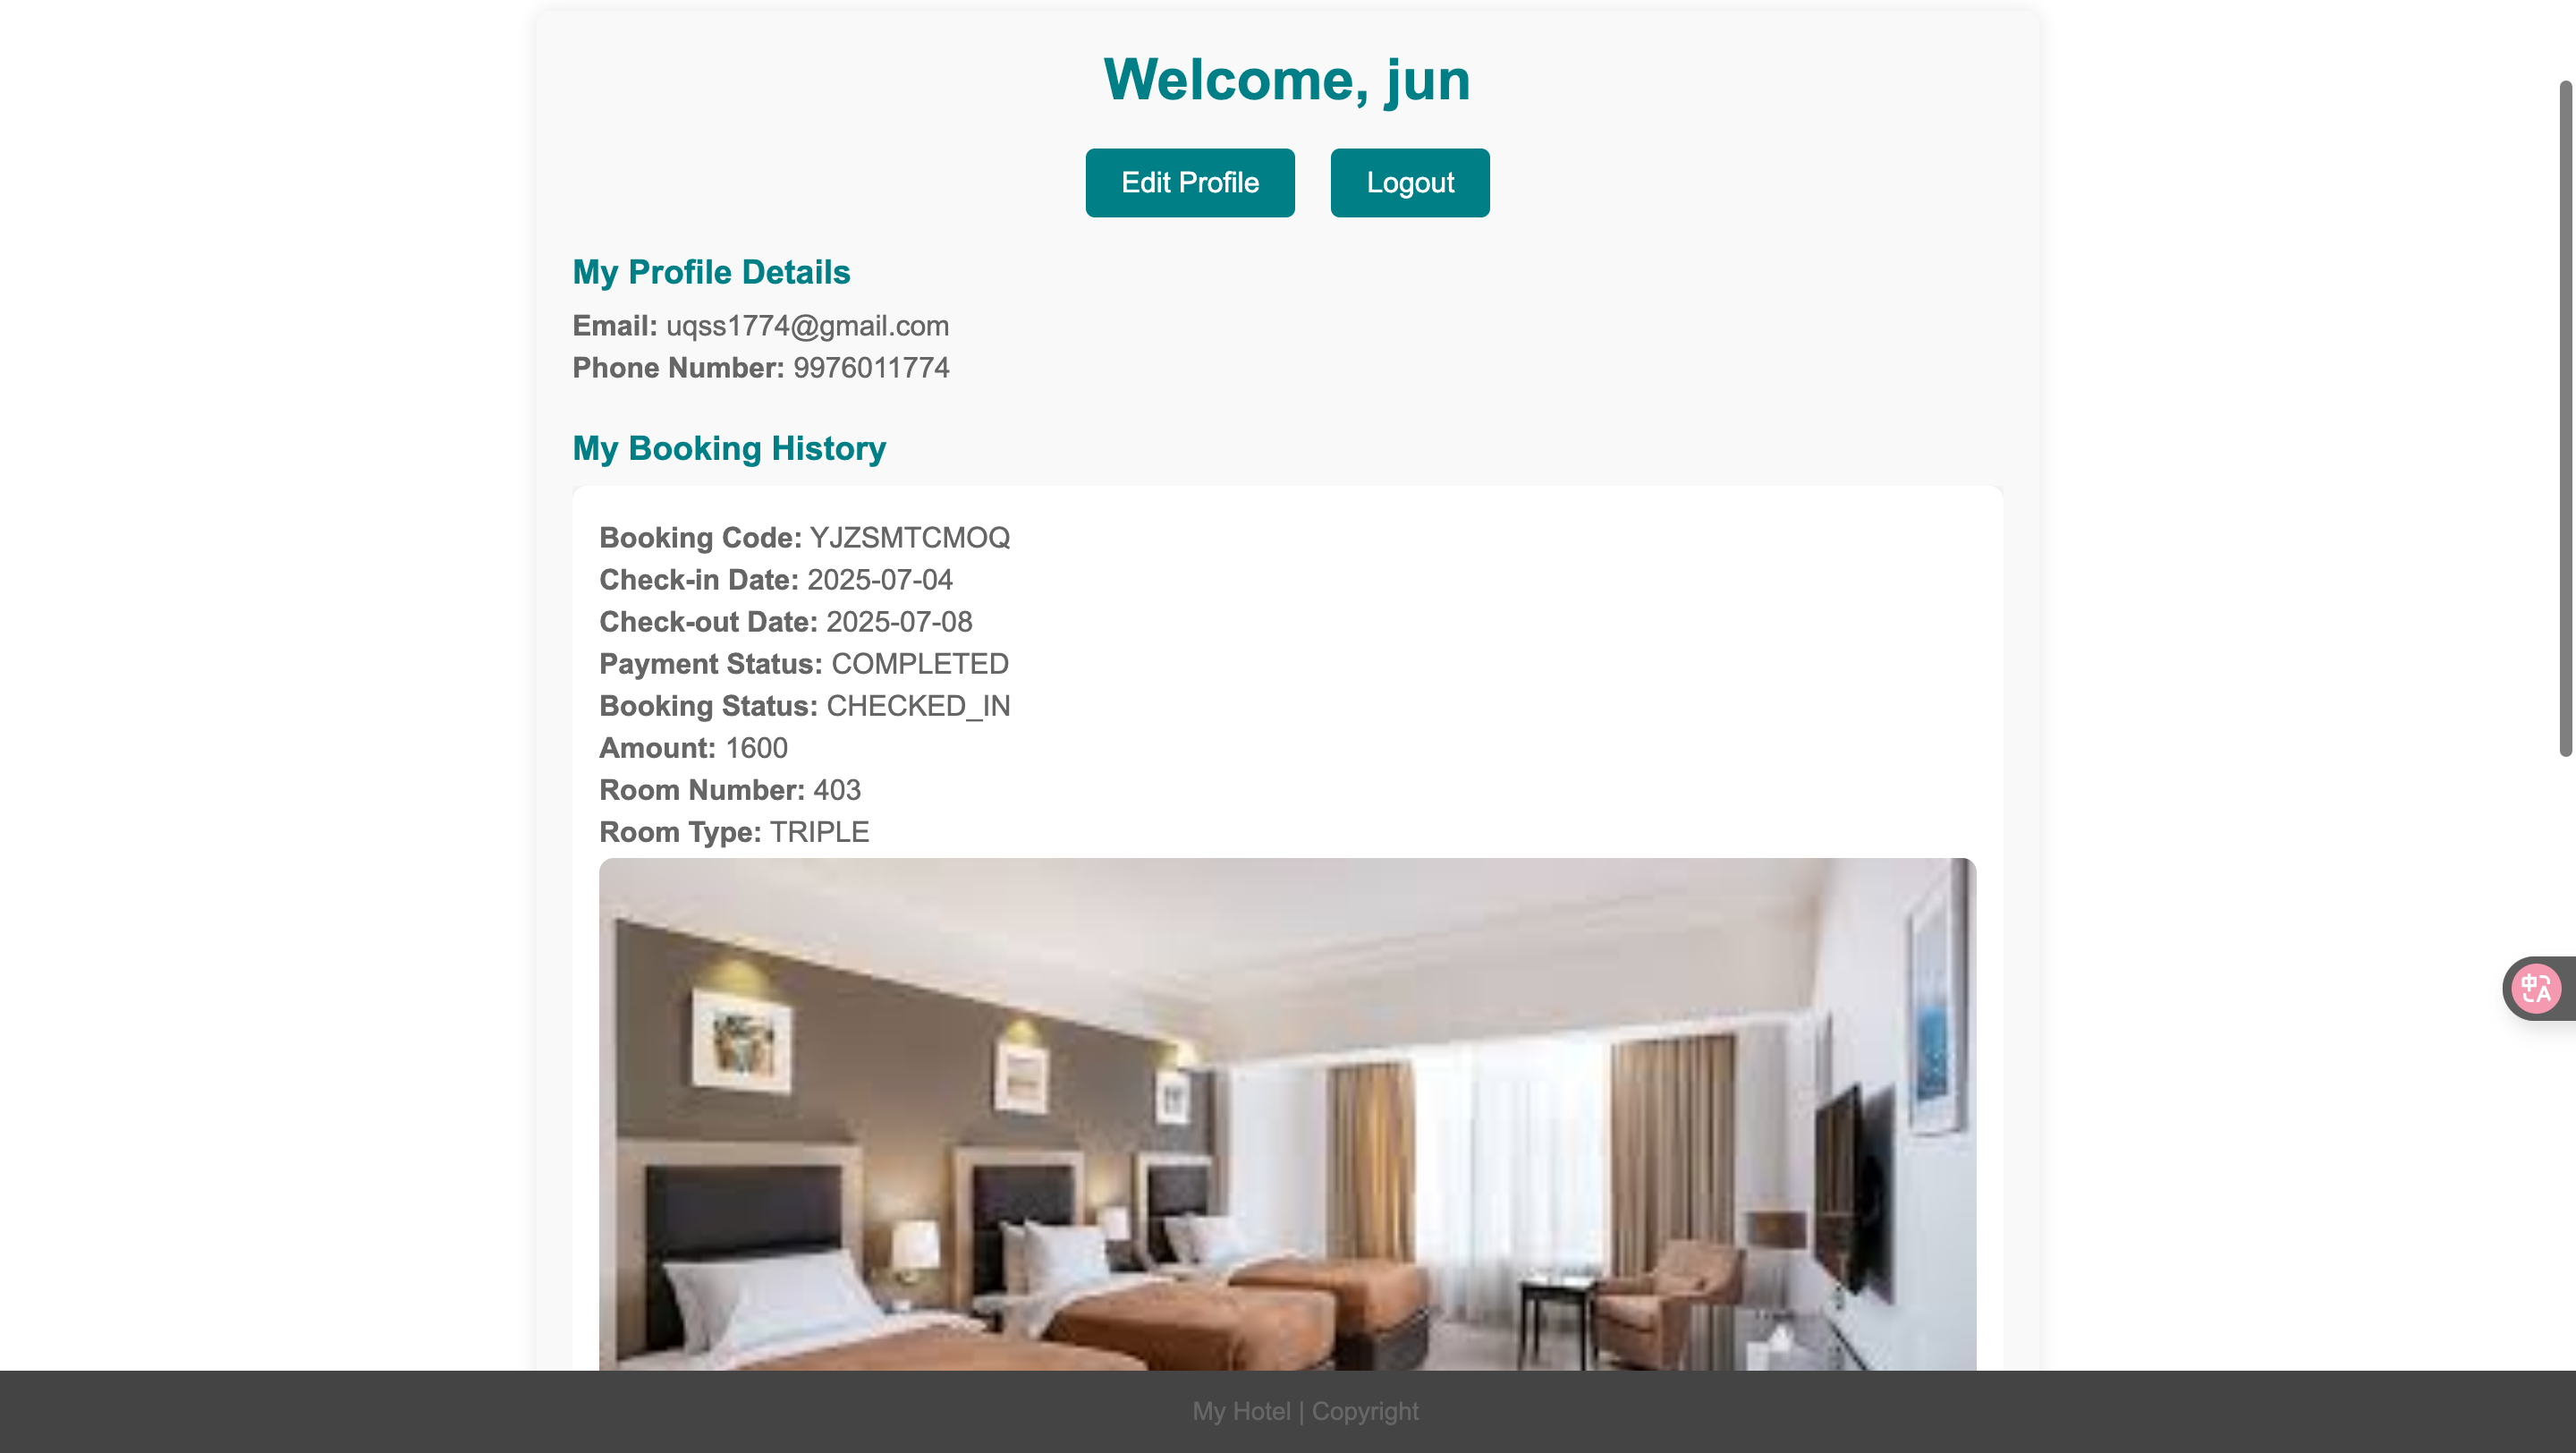 Welcome, jun
Edit Profile
Logout
My Profile Details
Email: uqss1774@gmail.com
Phone Number: 9976011774
My Booking History
Booking Code: YJZSMTCMOQ
Check-in Date: 2025-07-04
Check-out Date: 2025-07-08
Payment Status: COMPLETED
Booking Status: CHECKED_IN
Amount: 1600
Room Number: 403
Room Type: TRIPLE
中A
My Hotel | Copyright